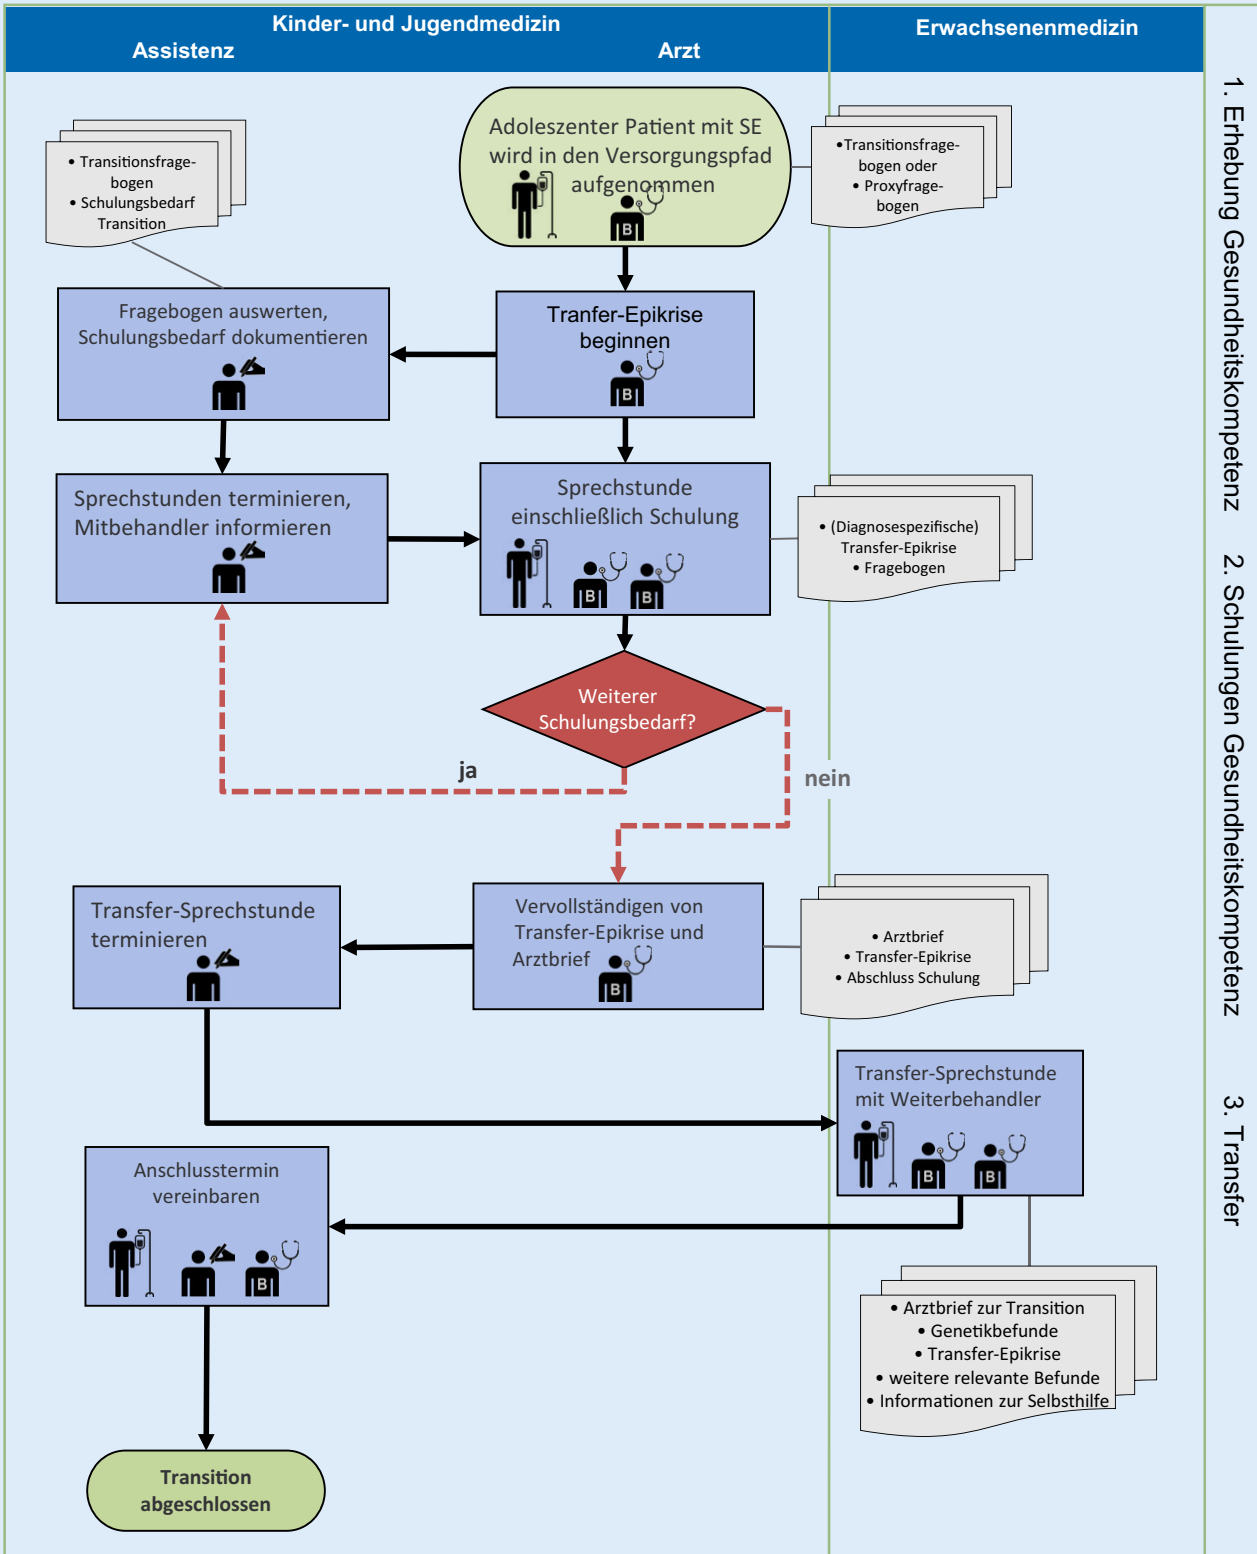 Kinder- und Jugendmedizin
Assistenz
Arzt
Erwachsenenmedizin
Adoleszenter Patient mit SE
wird in den Versorgungspfad
aufgenommen
B
• Transitionsfrage-
bogen
• Schulungsbedarf
Transition
•Transitionsfrage-
bogen oder
• Proxyfrage-
bogen
Fragebogen auswerten,
Schulungsbedarf dokumentieren
Tranfer-Epikrise
beginnen
B
Sprechstunden terminieren,
Mitbehandler informieren
Sprechstunde
einschließlich Schulung
B
B
• (Diagnosespezifische)
Transfer-Epikrise
• Fragebogen
Weiterer
Schulungsbedarf?
ja
nein
Transfer-Sprechstunde
terminieren
Vervollständigen von
Transfer-Epikrise und
Arztbrief
B
• Arztbrief
• Transfer-Epikrise
• Abschluss Schulung
Transfer-Sprechstunde
mit Weiterbehandler
B
B
Anschlusstermin
vereinbaren
B
• Arztbrief zur Transition
• Genetikbefunde
• Transfer-Epikrise
• weitere relevante Befunde
• Informationen zur Selbsthilfe
Transition
abgeschlossen
1. Erhebung Gesundheitskompetenz
2. Schulungen Gesundheitskompetenz
3. Transfer